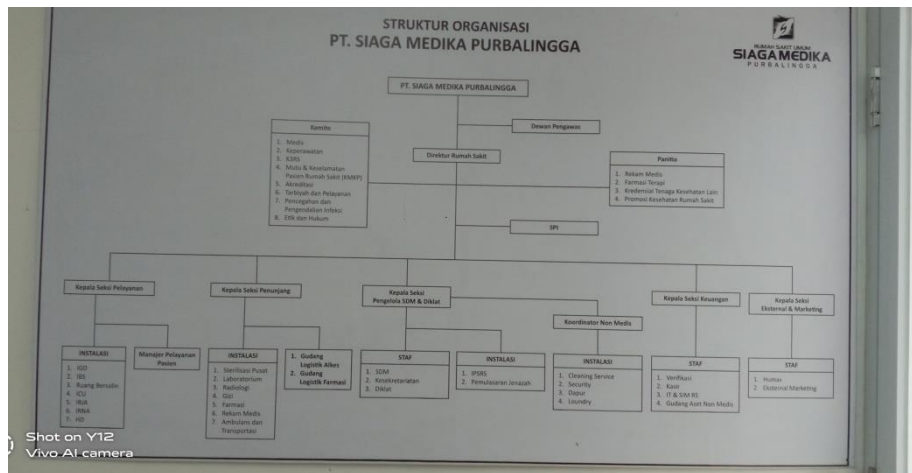 STRUKTUR ORGANISASI
PT. SIAGA MEDIKA PURBALINGGA
RUMAH SAKIT UMUM
SIAGA MEDIKA
PURBALINGGA
PT. SIAGA MEDIKA PURBALINGGA
Dewan Pengawas
Komite
1. Medis
2. Keperawatan
3. K3RS
4. Mutu & Keselamatan
Pasien Rumah Sakit (KMKP)
5. Akreditasi
6. Tarbiyah dan Pelayanan
7. Pencegahan dan
Pengendalian Infeksi
8. Etik dan Hukum
Direktur Rumah Sakit
Panitia
1. Rekam Medis
2. Farmasi Terapi
3. Kredensial Tenaga Kesehatan Lain
4. Promosi Kesehatan Rumah Sakit
SPI
Kepala Seksi Pelayanan
Kepala Seksi Penunjang
Kepala Seksi
Pengelola SDM & Diklat
Kepala Seksi Keuangan
Kepala Seksi
Eksternal & Marketing
Koordinator Non Medis
INSTALASI
1. IGD
2. IBS
3. Ruang Bersalin
4. ICU
5. IRJA
6. IRNA
7. HD
Manajer Pelayanan
Pasien
INSTALASI
1. Sterilisasi Pusat
2. Laboratorium
3. Radiologi
4. Gizi
5. Farmasi
6. Rekam Medis
7. Ambulans dan
Transportasi
1. Gudang
Logistik Alkes
2. Gudang
Logistik Farmasi
STAF
1. SDM
2. Kesekretariatan
3. Diklat
INSTALASI
1. IPSRS
2. Pemulasaran Jenazah
INSTALASI
1. Cleaning Service
2. Security
3. Dapur
4. Laundry
STAF
1. Verifikasi
2. Kasir
3. IT & SIM RS
4. Gudang Aset Non Medis
STAF
1. Humas
2. Eksternal Marketing
Shot on Y12
Vivo AI camera